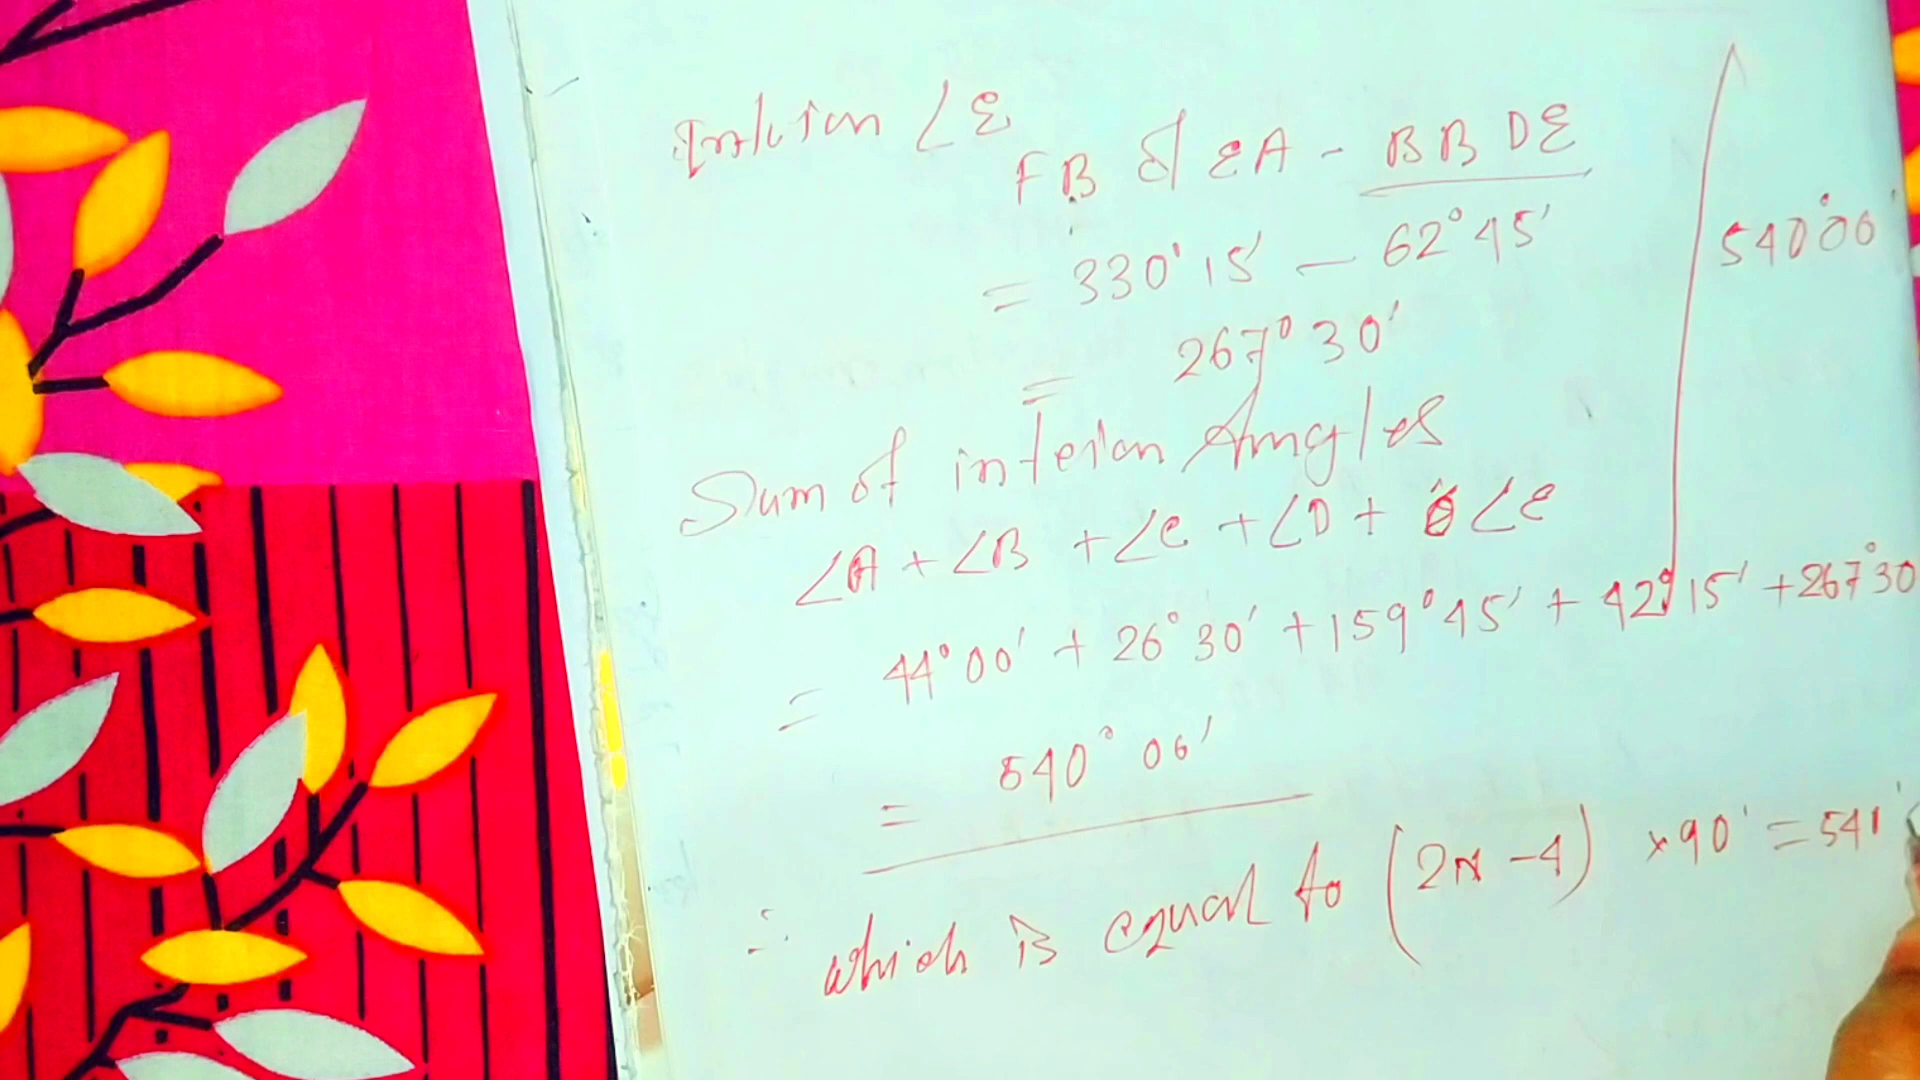 Interior ∠E
FB of EA - BB DE
= 330° 15' - 62° 45'
= 267° 30'
Sum of interior Angles
∠A + ∠B + ∠C + ∠D + ∠E
= 44° 00' + 26° 30' + 159° 45' + 42° 15' + 267° 30
= 540° 00'
∴ which is equal to (2N - 4) × 90° = 540°
540° 00'